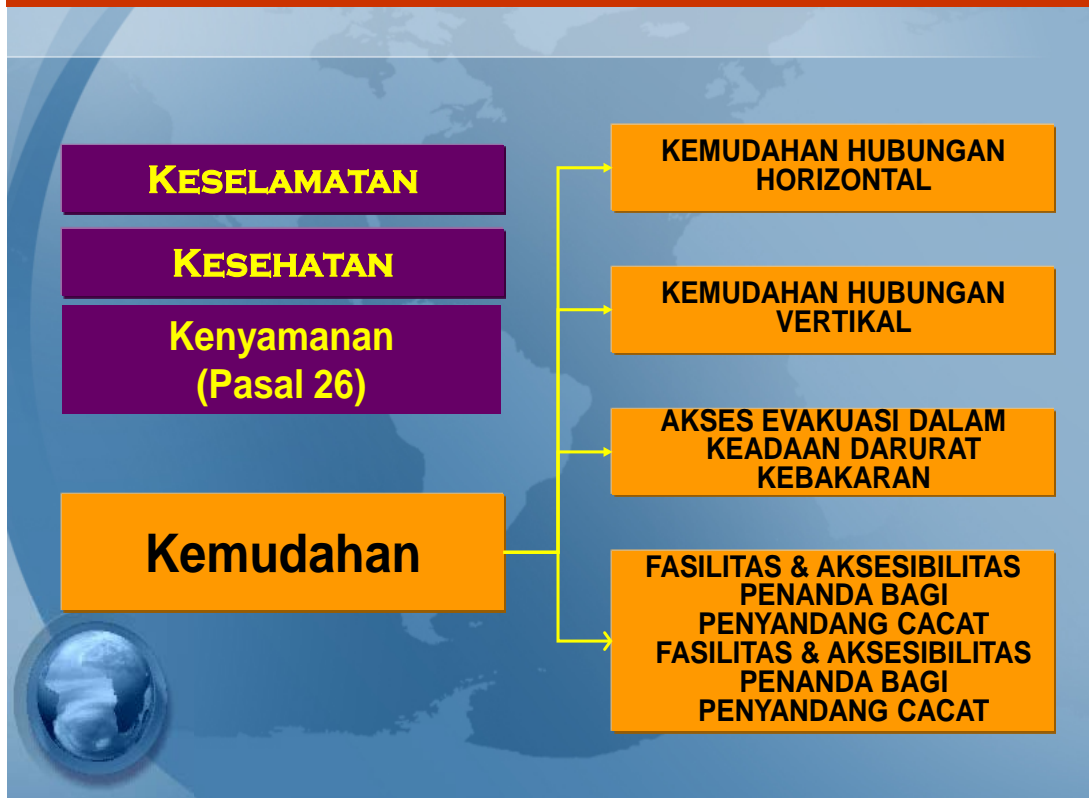 KESELAMATAN
KESEHATAN
Kenyamanan
(Pasal 26)
Kemudahan
KEMUDAHAN HUBUNGAN
HORIZONTAL
KEMUDAHAN HUBUNGAN
VERTIKAL
AKSES EVAKUASI DALAM
KEADAAN DARURAT
KEBAKARAN
FASILITAS & AKSESIBILITAS
PENANDA BAGI
PENYANDANG CACAT
FASILITAS & AKSESIBILITAS
PENANDA BAGI
PENYANDANG CACAT